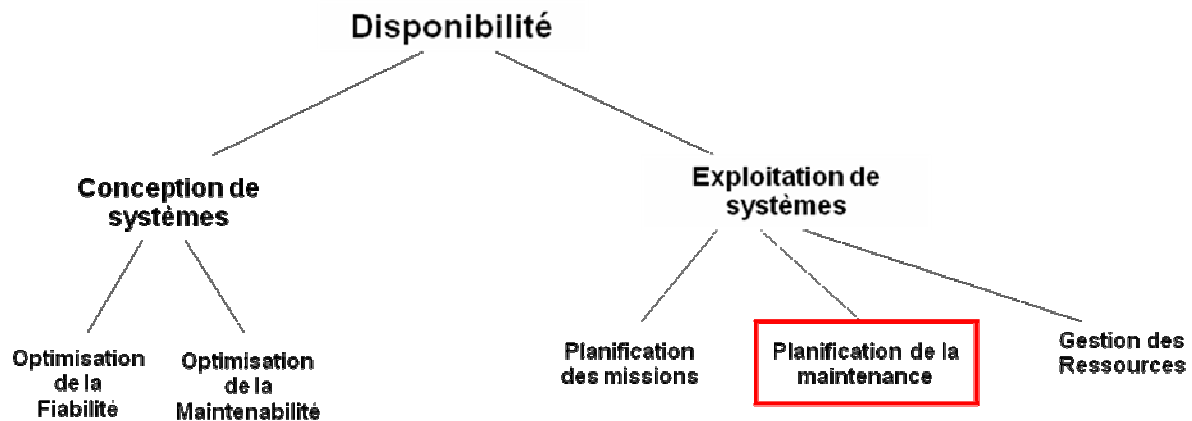 Disponibilité
Conception de
systèmes
Exploitation de
systèmes
Optimisation
de la
Fiabilité
Optimisation
de la
Maintenabilité
Planification
des missions
Planification de la
maintenance
Gestion des
Ressources